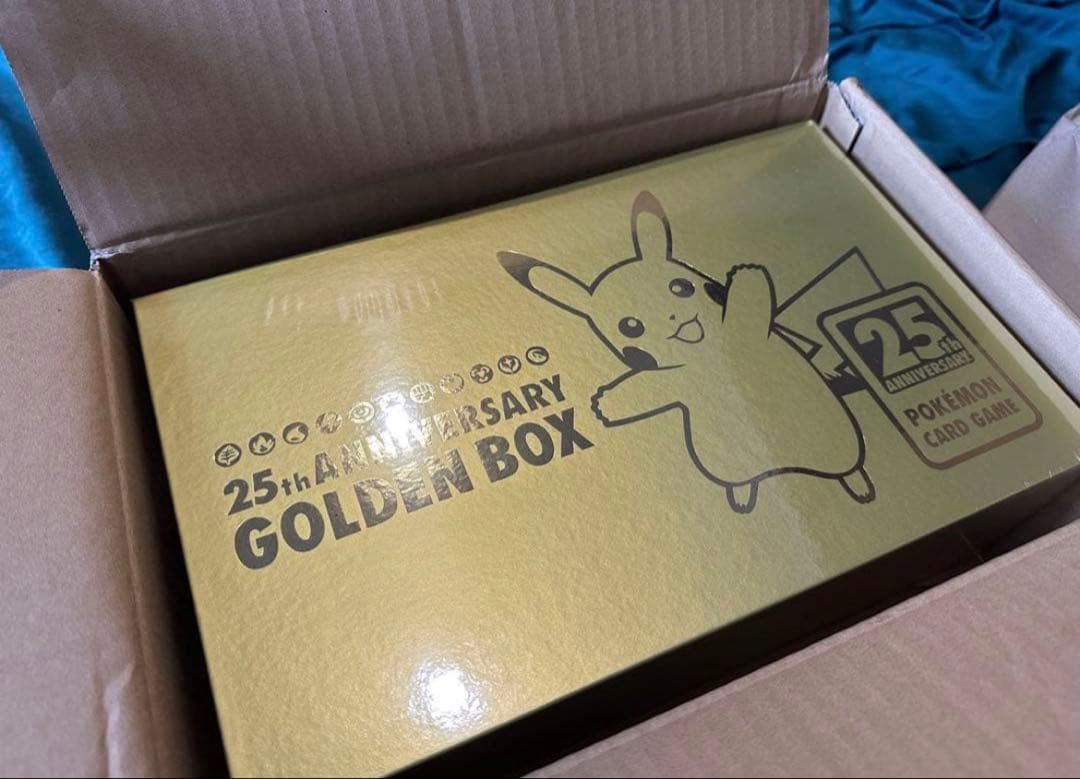 25th ANNIVERSARY
GOLDEN BOX
25th
ANNIVERSARY
POKÉMON
CARD GAME